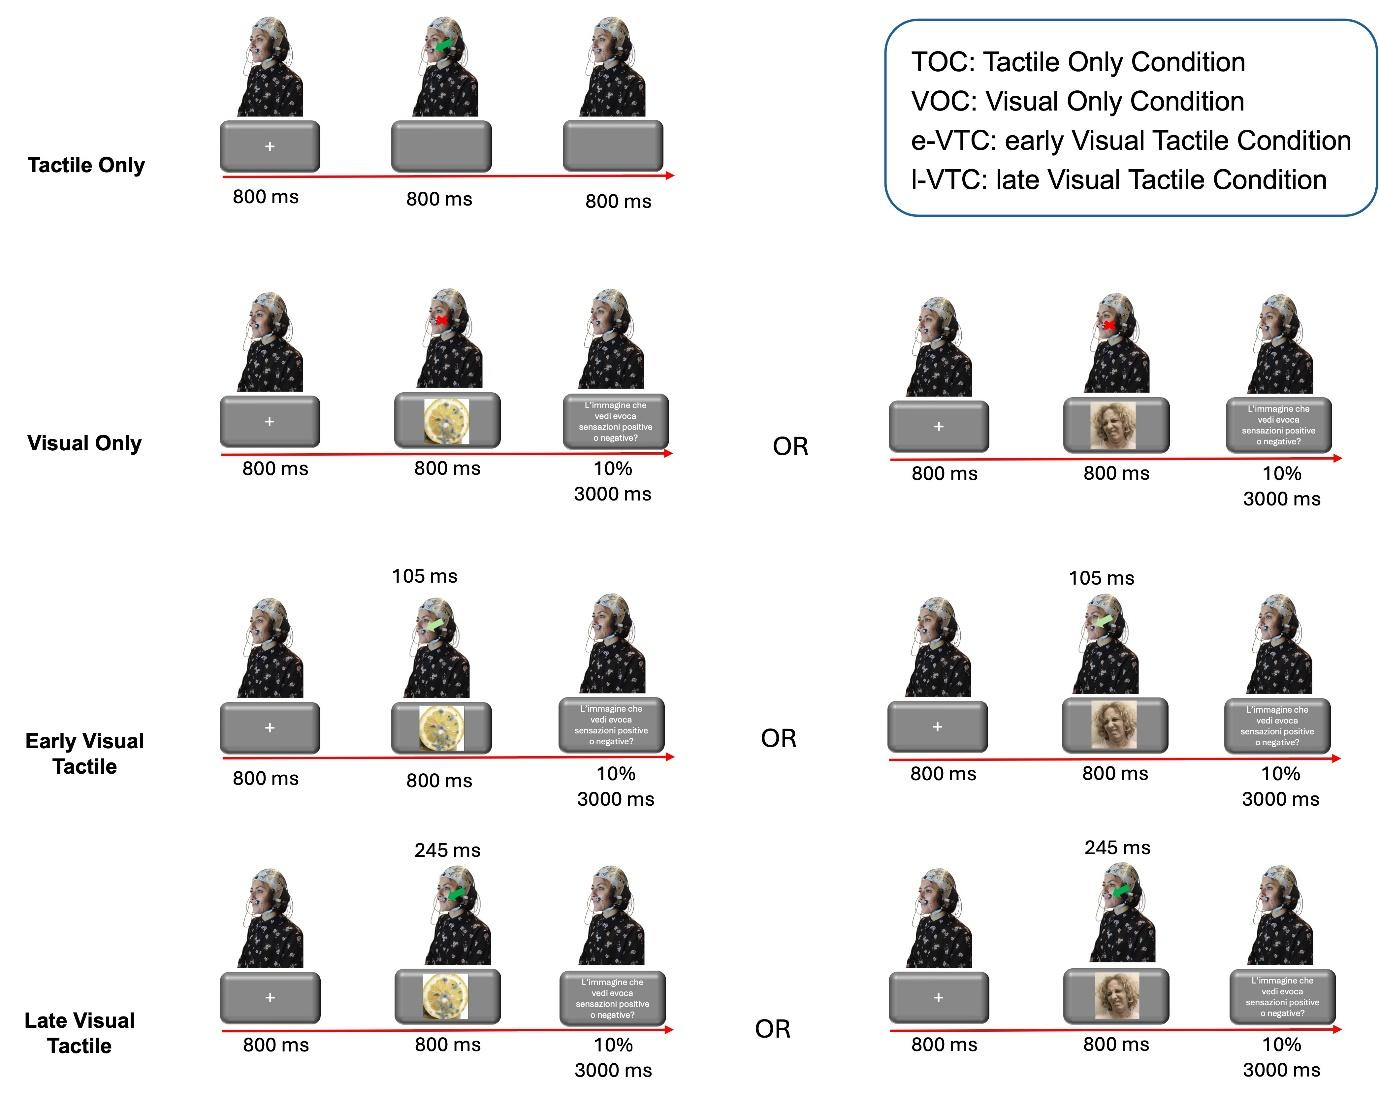 TOC: Tactile Only Condition
VOC: Visual Only Condition
e-VTC: early Visual Tactile Condition
l-VTC: late Visual Tactile Condition
Tactile Only
+
800 ms
800 ms
800 ms
Visual Only
+
L'immagine che
vedi evoca
sensazioni positive
o negative?
800 ms
800 ms
10%
3000 ms
OR
+
L'immagine che
vedi evoca
sensazioni positive
o negative?
800 ms
800 ms
10%
3000 ms
Early Visual
Tactile
105 ms
+
L'immagine che
vedi evoca
sensazioni positive
o negative?
800 ms
800 ms
10%
3000 ms
OR
105 ms
+
L'immagine che
vedi evoca
sensazioni positive
o negative?
800 ms
800 ms
10%
3000 ms
Late Visual
Tactile
245 ms
+
L'immagine che
vedi evoca
sensazioni positive
o negative?
800 ms
800 ms
10%
3000 ms
OR
245 ms
+
L'immagine che
vedi evoca
sensazioni positive
o negative?
800 ms
800 ms
10%
3000 ms